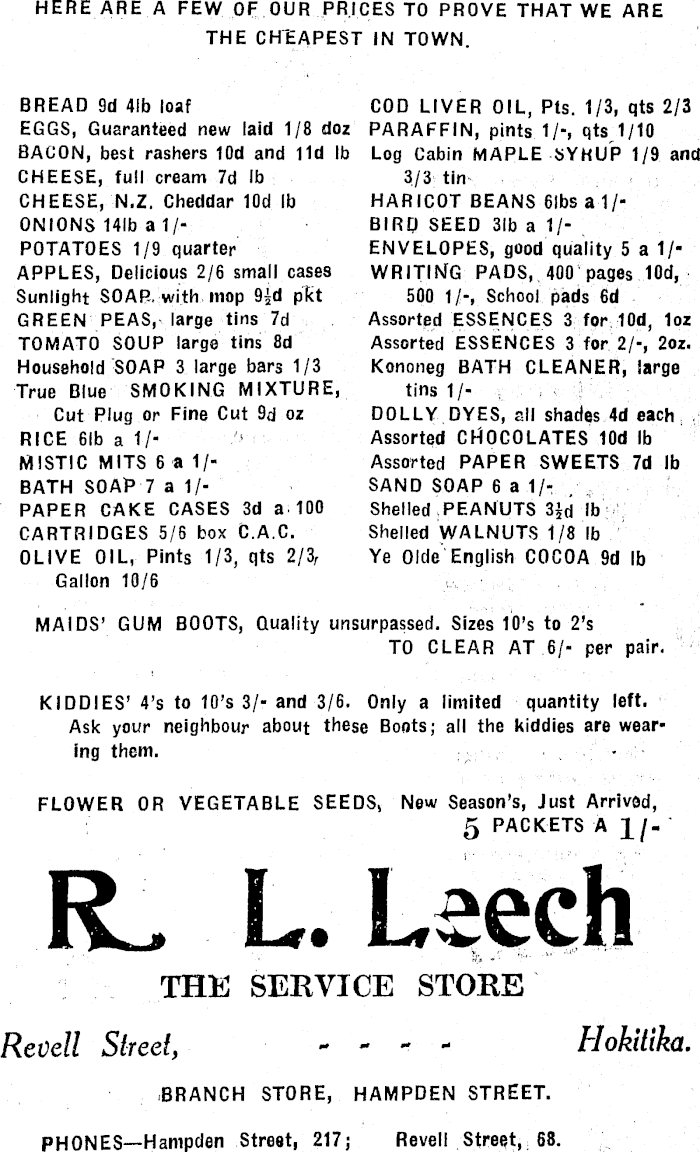 HERE ARE A FEW OF OUR PRICES TO PROVE THAT WE ARE
THE CHEAPEST IN TOWN.
BREAD 9d 4lb loaf
EGGS, Guaranteed new laid 1/8 doz
BACON, best rashers 10d and 11d lb
CHEESE, full cream 7d lb
CHEESE, N.Z. Cheddar 10d lb
ONIONS 14lb a 1/-
POTATOES 1/9 quarter
APPLES, Delicious 2/6 small cases
Sunlight SOAP with mop 9½d pkt
GREEN PEAS, large tins 7d
TOMATO SOUP large tins 8d
Household SOAP 3 large bars 1/3
True Blue SMOKING MIXTURE,
Cut Plug or Fine Cut 9d oz
RICE 6lb a 1/-
MISTIC MITS 6 a 1/-
BATH SOAP 7 a 1/-
PAPER CAKE CASES 3d a 100
CARTRIDGES 5/6 box C.A.C.
OLIVE OIL, Pints 1/3, qts 2/3,
Gallon 10/6
COD LIVER OIL, Pts. 1/3, qts 2/3
PARAFFIN, pints 1/-, qts 1/10
Log Cabin MAPLE SYRUP 1/9 and
3/3 tin
HARICOT BEANS 6lbs a 1/-
BIRD SEED 3lb a 1/-
ENVELOPES, good quality 5 a 1/-
WRITING PADS, 400 pages 10d,
500 1/-, School pads 6d
Assorted ESSENCES 3 for 10d, 1oz
Assorted ESSENCES 3 for 2/-, 2oz.
Kononeg BATH CLEANER, large
tins 1/-
DOLLY DYES, all shades 4d each
Assorted CHOCOLATES 10d lb
Assorted PAPER SWEETS 7d lb
SAND SOAP 6 a 1/-
Shelled PEANUTS 3½d lb
Shelled WALNUTS 1/8 lb
Ye Olde English COCOA 9d lb
MAIDS' GUM BOOTS, Quality unsurpassed. Sizes 10's to 2's
TO CLEAR AT 6/- per pair.
KIDDIES' 4's to 10's 3/- and 3/6. Only a limited quantity left.
Ask your neighbour about these Boots; all the kiddies are wear-
ing them.
FLOWER OR VEGETABLE SEEDS, New Season's, Just Arrived,
5 PACKETS A 1/-
R. L. Leech
THE SERVICE STORE
Revell Street, - - - - Hokitika.
BRANCH STORE, HAMPDEN STREET.
PHONES—Hampden Street, 217; Revell Street, 68.